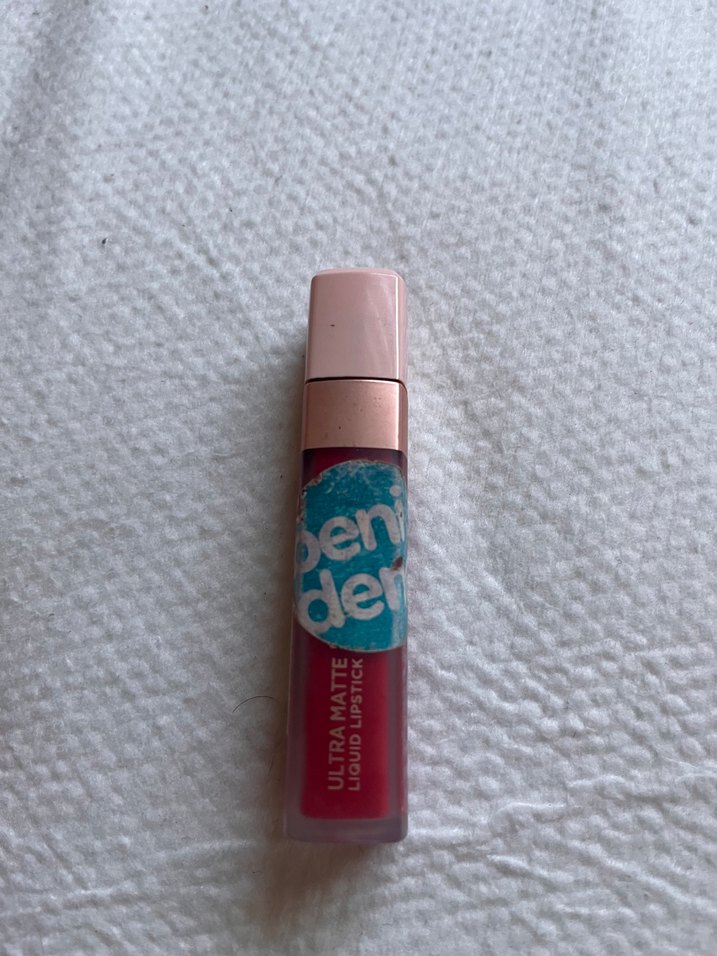 beni
den
ULTRA MATTE
LIQUID LIPSTICK